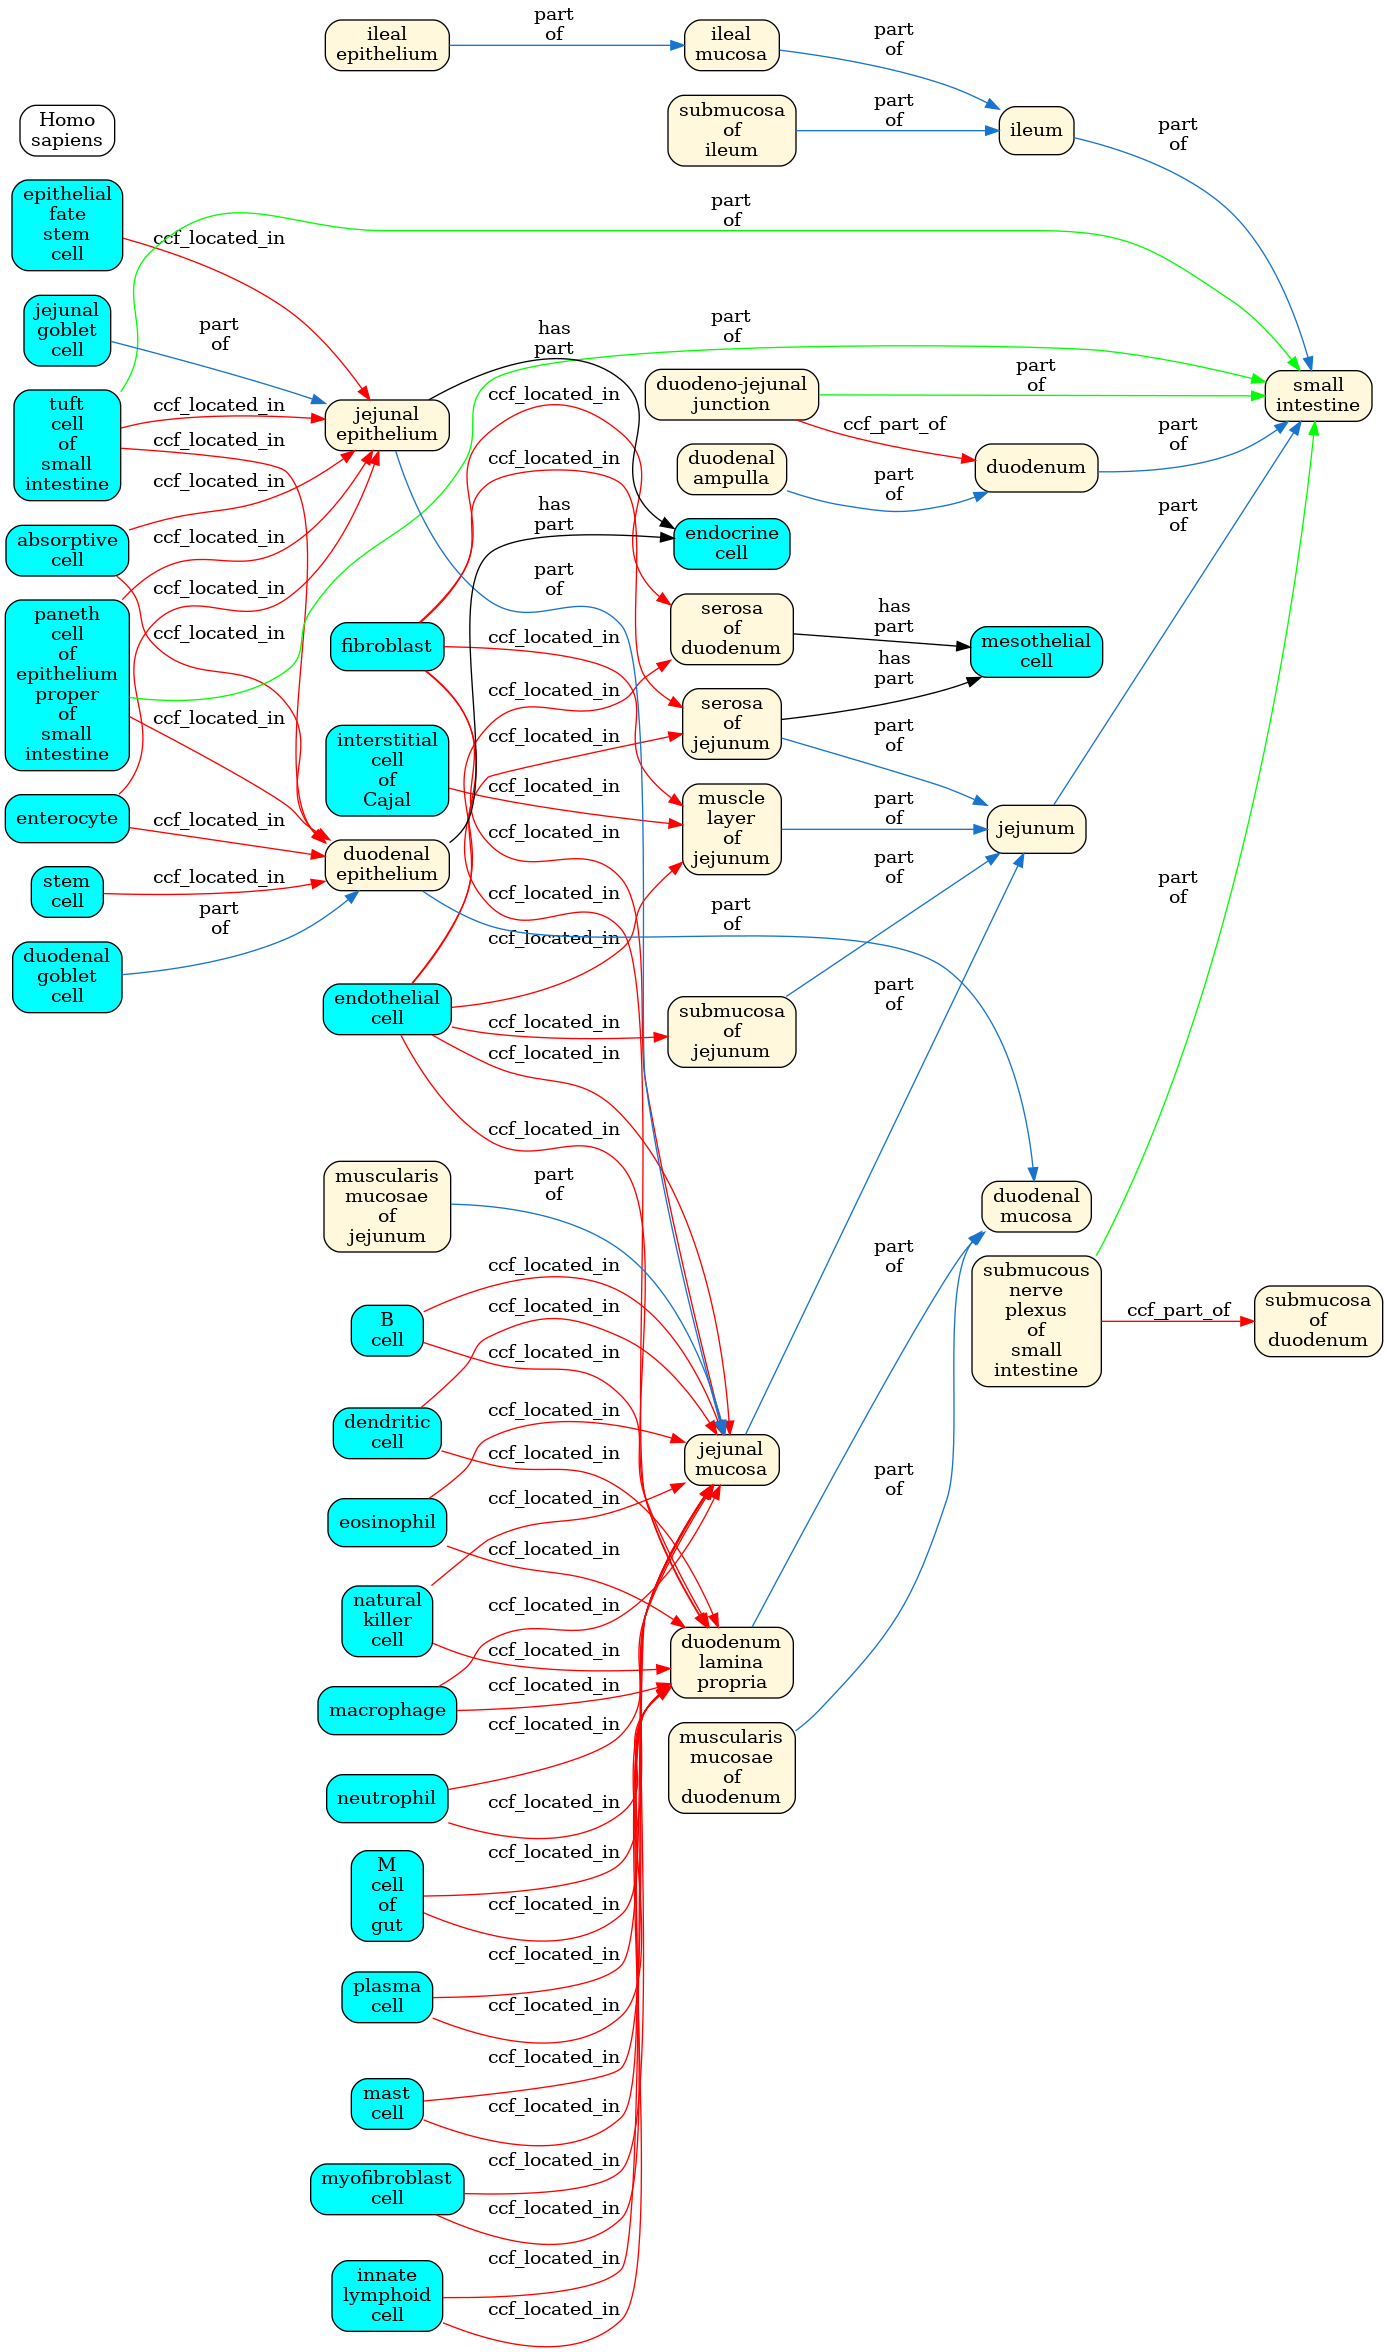 ileal
epithelium
part
of
ileal
mucosa
part
of
submucosa
of
ileum
part
of
ileum
part
of
Homo
sapiens
epithelial
fate
stem
cell
ccf_located_in
part
of
jejunal
goblet
cell
part
of
has
part
part
of
small
intestine
tuft
cell
of
small
intestine
ccf_located_in
ccf_located_in
jejunal
epithelium
ccf_located_in
ccf_located_in
duodeno-jejunal
junction
part
of
ccf_part_of
duodenum
part
of
duodenal
ampulla
part
of
part
of
absorptive
cell
ccf_located_in
ccf_located_in
has
part
endocrine
cell
part
of
paneth
cell
of
epithelium
proper
of
small
intestine
ccf_located_in
ccf_located_in
ccf_located_in
fibroblast
ccf_located_in
ccf_located_in
serosa
of
duodenum
has
part
mesothelial
cell
has
part
ccf_located_in
serosa
of
jejunum
part
of
interstitial
cell
of
Cajal
ccf_located_in
muscle
layer
of
jejunum
part
of
jejunum
enterocyte
ccf_located_in
ccf_located_in
duodenal
epithelium
part
of
stem
cell
ccf_located_in
ccf_located_in
part
of
duodenal
goblet
cell
part
of
ccf_located_in
endothelial
cell
ccf_located_in
ccf_located_in
submucosa
of
jejunum
part
of
part
of
ccf_located_in
muscularis
mucosae
of
jejunum
part
of
duodenal
mucosa
part
of
submucous
nerve
plexus
of
small
intestine
ccf_part_of
submucosa
of
duodenum
B
cell
ccf_located_in
ccf_located_in
ccf_located_in
dendritic
cell
ccf_located_in
ccf_located_in
jejunal
mucosa
part
of
eosinophil
ccf_located_in
ccf_located_in
natural
killer
cell
ccf_located_in
ccf_located_in
duodenum
lamina
propria
macrophage
ccf_located_in
ccf_located_in
muscularis
mucosae
of
duodenum
neutrophil
ccf_located_in
ccf_located_in
M
cell
of
gut
ccf_located_in
ccf_located_in
plasma
cell
ccf_located_in
ccf_located_in
mast
cell
ccf_located_in
ccf_located_in
myofibroblast
cell
ccf_located_in
ccf_located_in
innate
lymphoid
cell
ccf_located_in